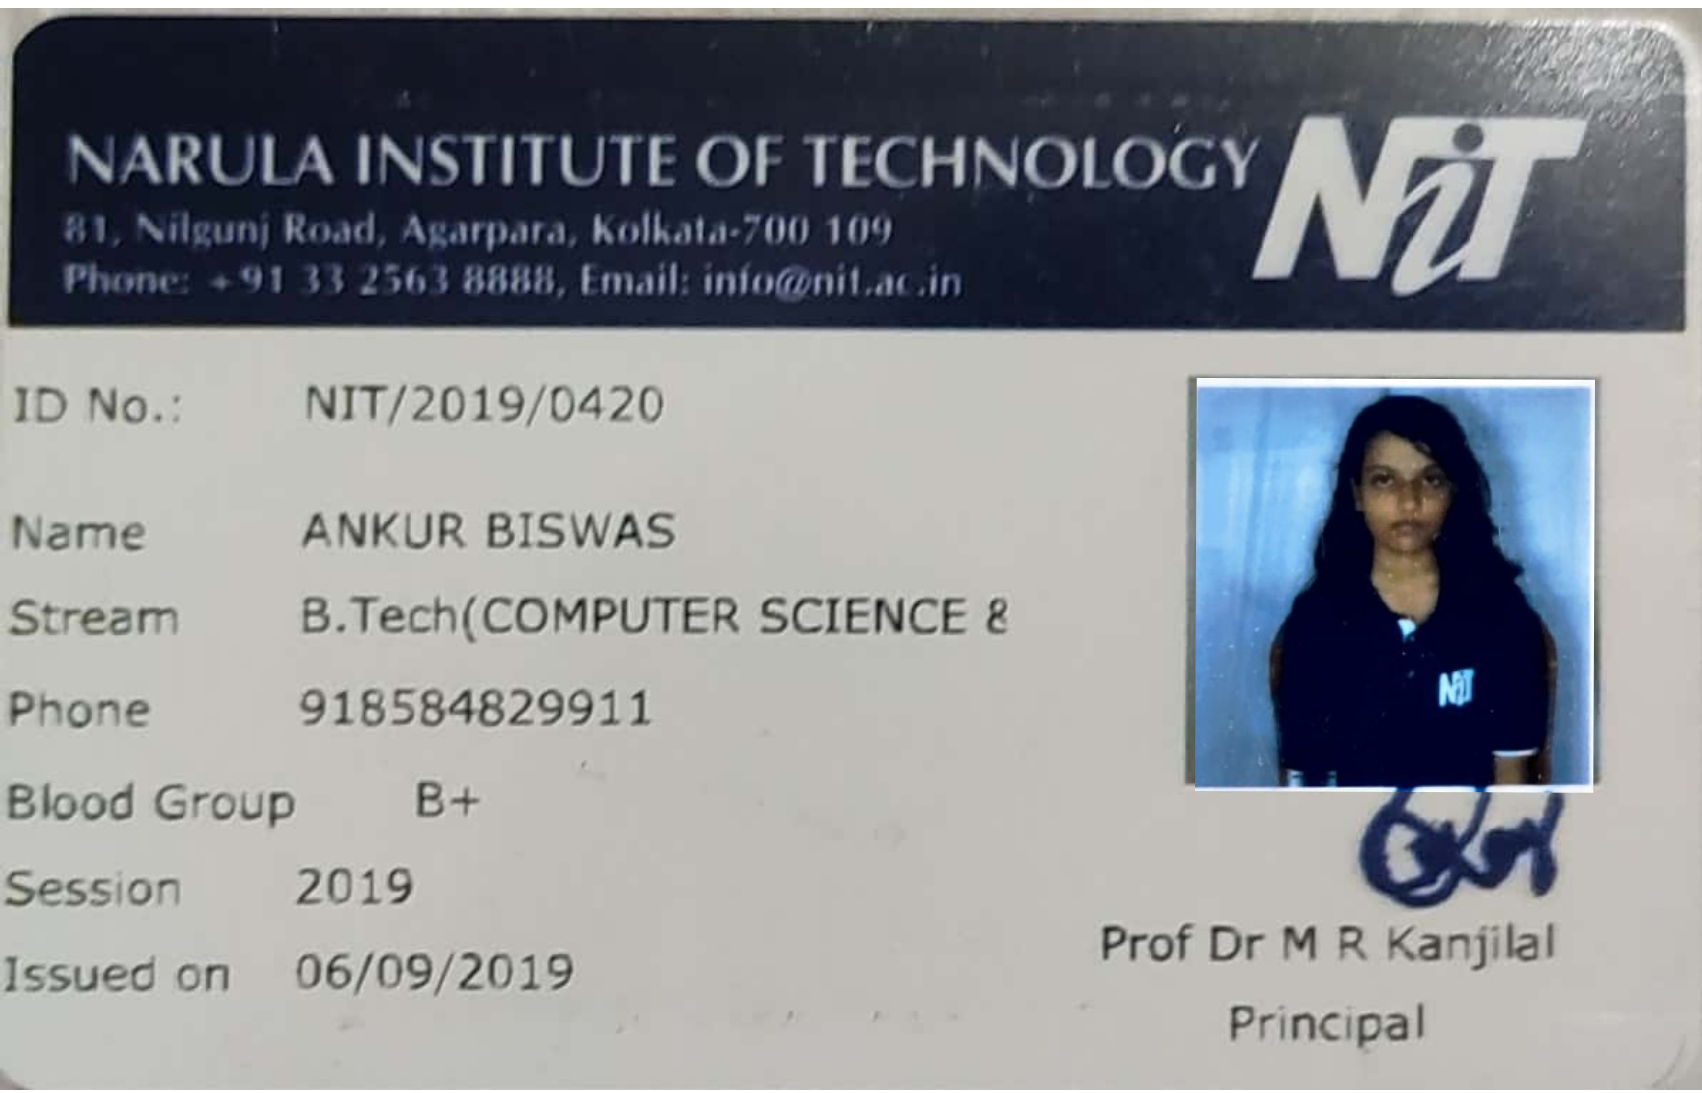 NARULA INSTITUTE OF TECHNOLOGY NiT
81, Nilgunj Road, Agarpara, Kolkata-700 109
Phone: +91 33 2563 8888, Email: info@nit.ac.in
ID No.: NIT/2019/0420
Name ANKUR BISWAS
Stream B.Tech(COMPUTER SCIENCE &
Phone 918584829911
Blood Group B+
Session 2019
Issued on 06/09/2019
NiT
Prof Dr M R Kanjilal
Principal